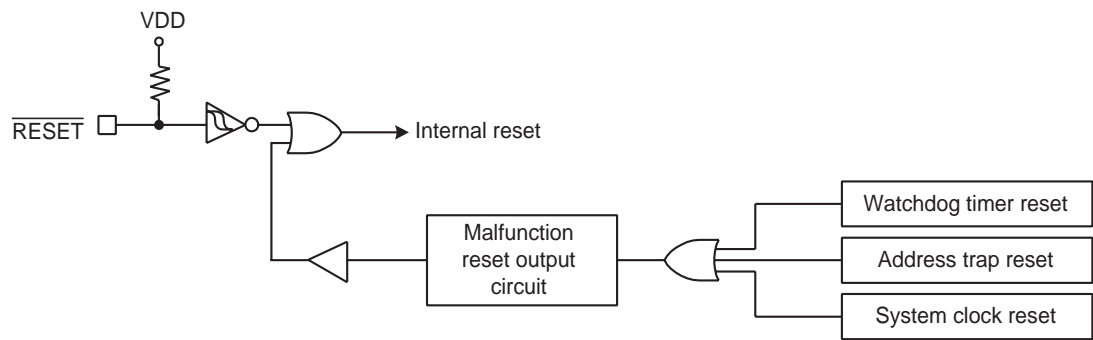 VDD
RESET
Internal reset
Watchdog timer reset
Malfunction
reset output
circuit
Address trap reset
System clock reset